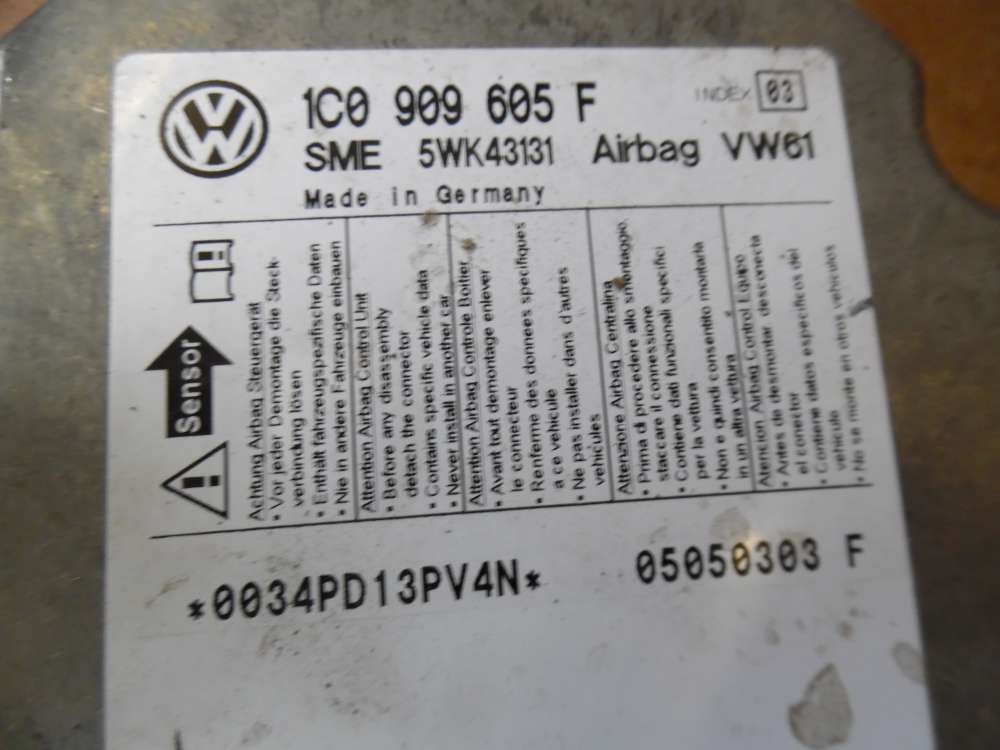 1C0 909 605 F
INDEX 03
SME 5WK43131 Airbag VW61
Made in Germany
Sensor
Achtung Airbag Steuergerät
• Vor jeder Demontage die Steck-
verbindung lösen
• Enthält fahrzeugspezifische Daten
• Nie in andere Fahrzeuge einbauen
Attention Airbag Control Unit
• Before any disassembly
detach the connector
• Contains specific vehicle data
• Never install in another car
Attention Airbag Controle Boitier
• Avant tout demontage enlever
le connecteur
• Renferme des donnees specifiques
a ce vehicule
• Ne pas installer dans d'autres
vehicules
Attenzione Airbag Centralina
• Prima di procedere allo smontaggio
staccare il connessione
• Contiene dati funzionali specifici
per la vettura
• Non e quindi consentito montarla
in un altra vettura
Atencion Airbag Control Equipo
• Antes de desmontar desconecta
el conector
• Contiene datos especificos del
vehiculo
• No se monte en otros vehiculos
*0034PD13PV4N*
05050303 F